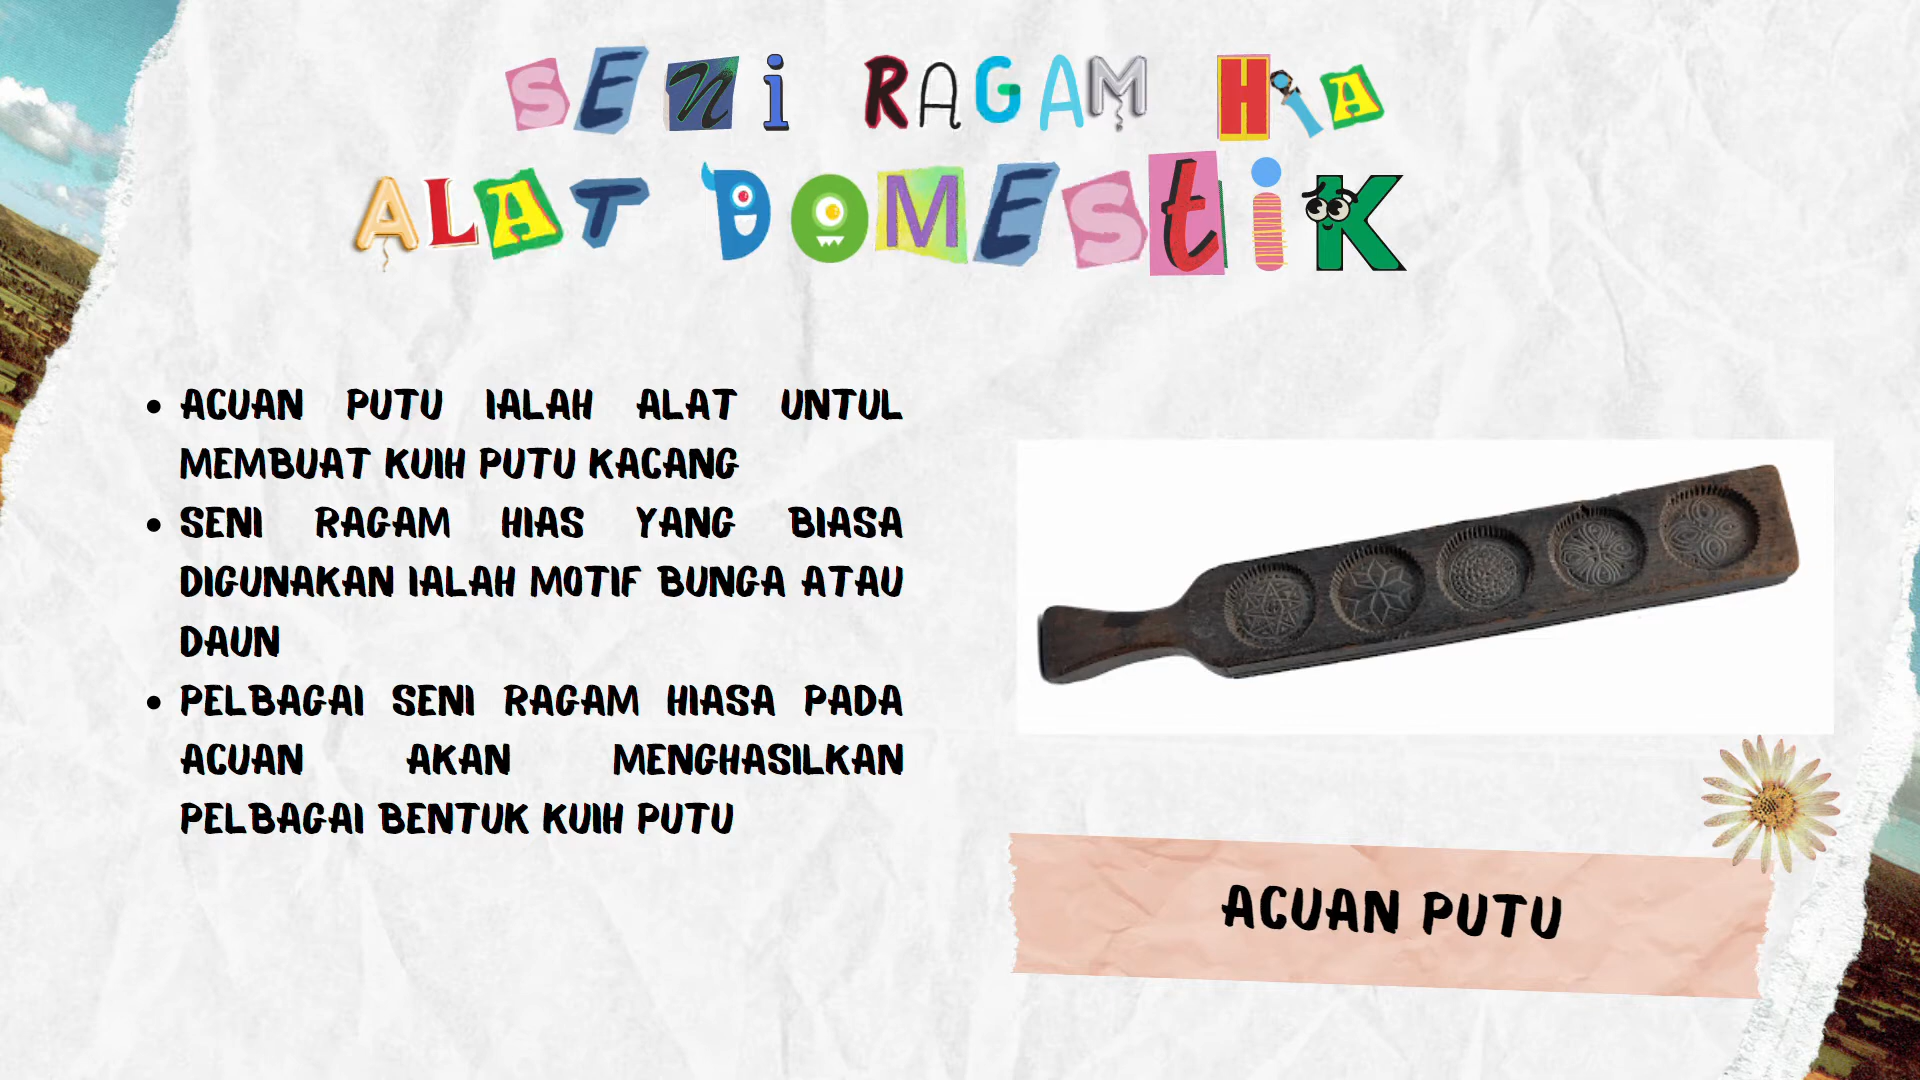 SENi RAGAM HiA
ALAT DOMEStiK
ACUAN PUTU IALAH ALAT UNTUL
MEMBUAT KUIH PUTU KACANG
SENI RAGAM HIAS YANG BIASA
DIGUNAKAN IALAH MOTIF BUNGA ATAU
DAUN
PELBAGAI SENI RAGAM HIASA PADA
ACUAN AKAN MENGHASILKAN
PELBAGAI BENTUK KUIH PUTU
ACUAN PUTU